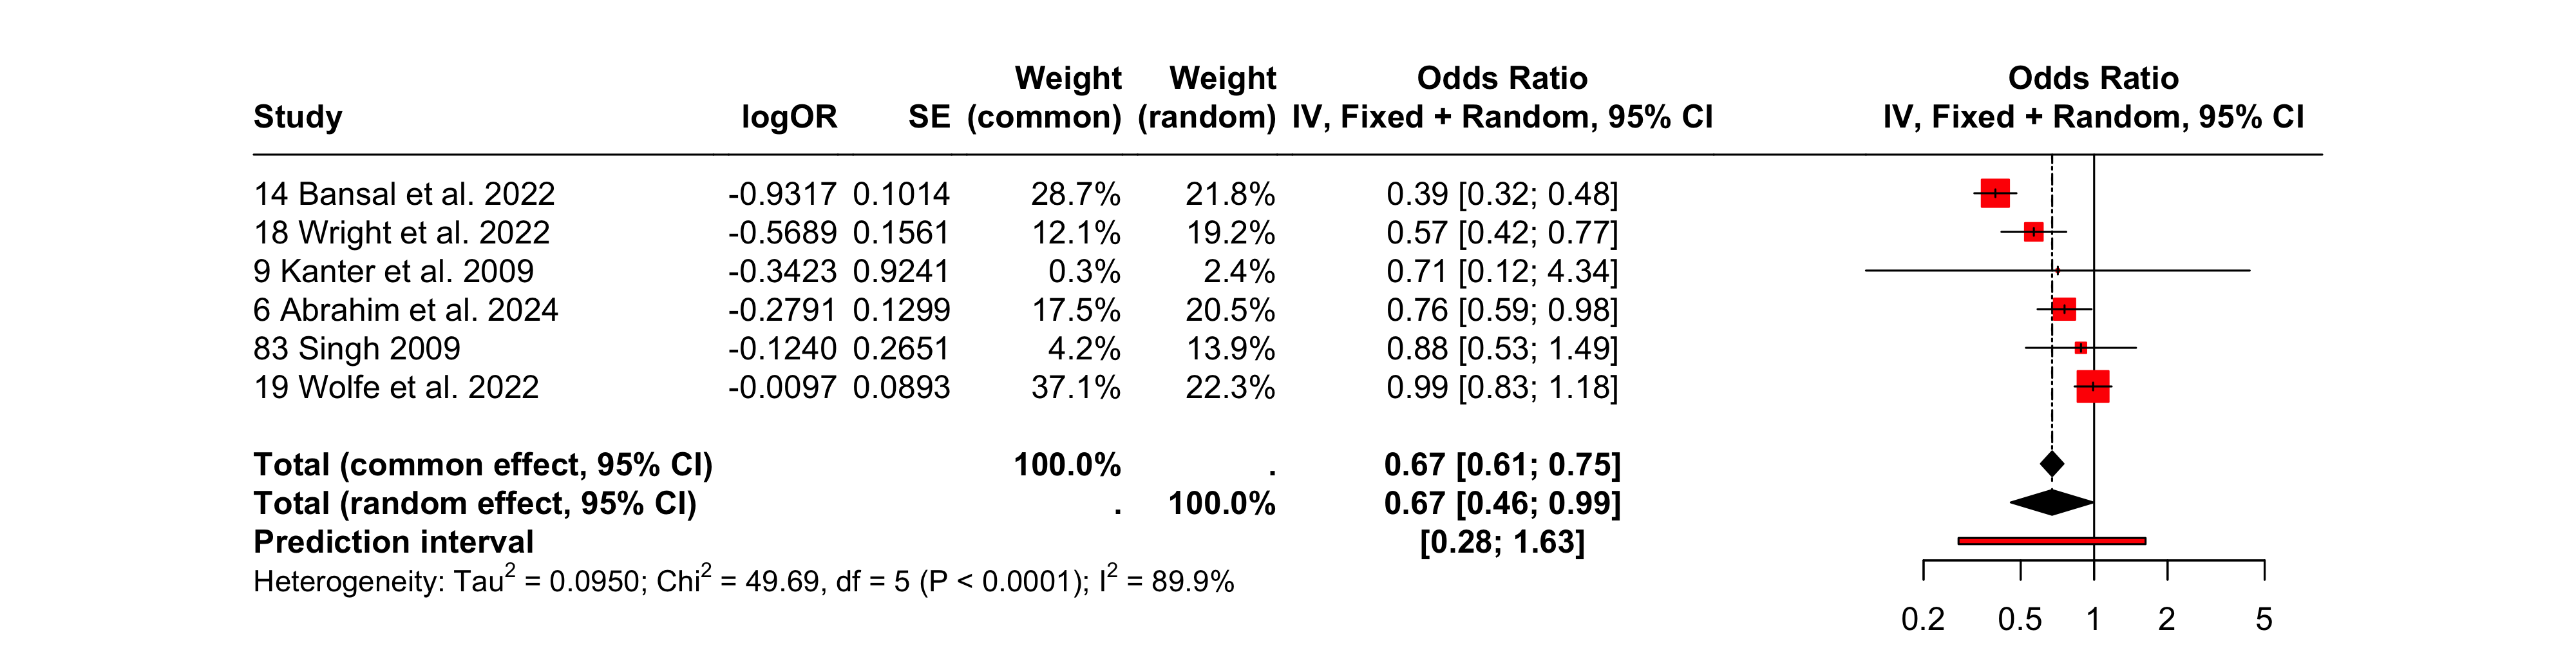 Weight Weight Odds Ratio Odds Ratio
Study logOR SE (common) (random) IV, Fixed + Random, 95% CI IV, Fixed + Random, 95% CI
14 Bansal et al. 2022 -0.9317 0.1014 28.7% 21.8% 0.39 [0.32; 0.48]
18 Wright et al. 2022 -0.5689 0.1561 12.1% 19.2% 0.57 [0.42; 0.77]
9 Kanter et al. 2009 -0.3423 0.9241 0.3% 2.4% 0.71 [0.12; 4.34]
6 Abrahim et al. 2024 -0.2791 0.1299 17.5% 20.5% 0.76 [0.59; 0.98]
83 Singh 2009 -0.1240 0.2651 4.2% 13.9% 0.88 [0.53; 1.49]
19 Wolfe et al. 2022 -0.0097 0.0893 37.1% 22.3% 0.99 [0.83; 1.18]
Total (common effect, 95% CI) 100.0% . 0.67 [0.61; 0.75]
Total (random effect, 95% CI) . 100.0% 0.67 [0.46; 0.99]
Prediction interval [0.28; 1.63]
Heterogeneity: Tau² = 0.0950; Chi² = 49.69, df = 5 (P < 0.0001); I² = 89.9%
0.2 0.5 1 2 5